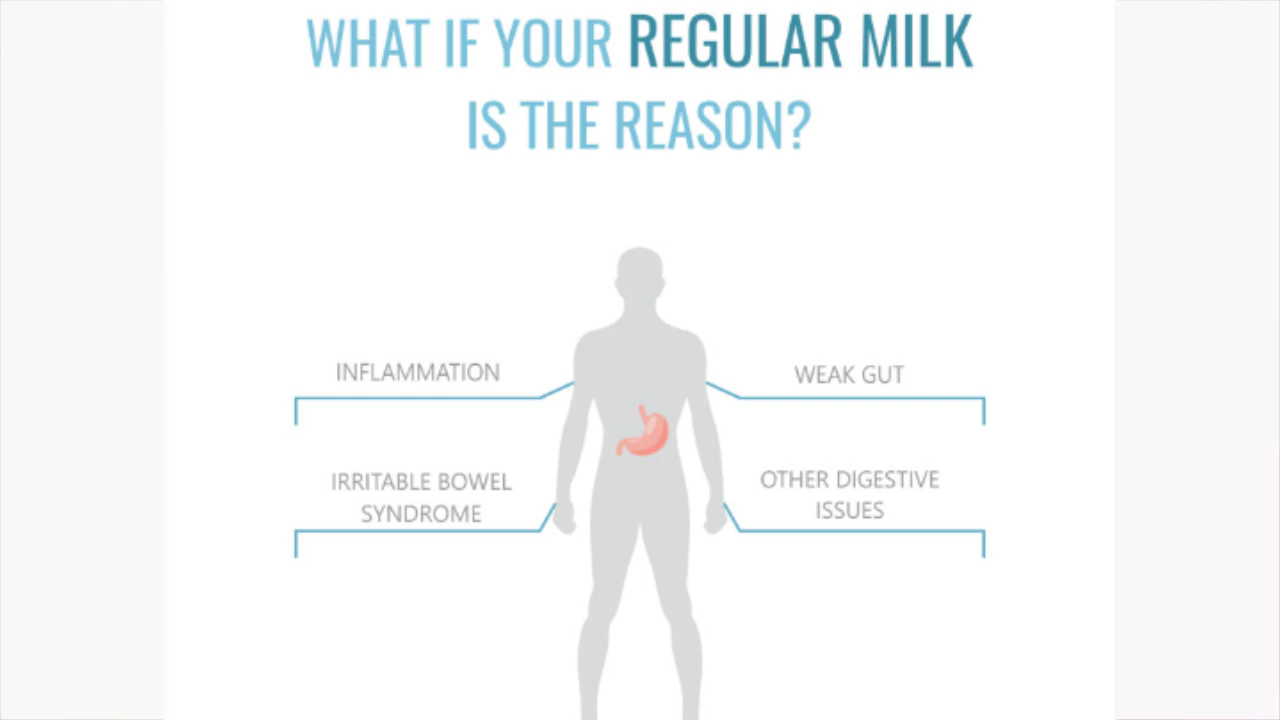 WHAT IF YOUR REGULAR MILK
IS THE REASON?
INFLAMMATION
WEAK GUT
IRRITABLE BOWEL
SYNDROME
OTHER DIGESTIVE
ISSUES